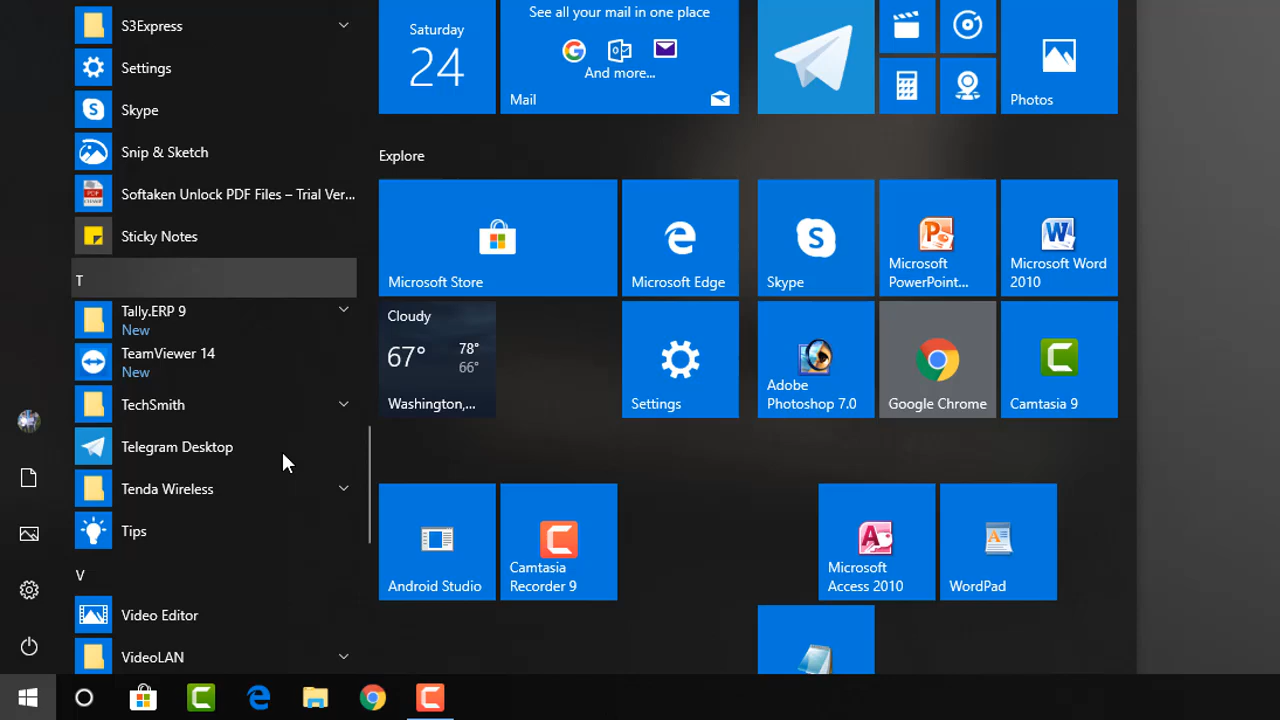 S3Express
Settings
Skype
Snip & Sketch
Softaken Unlock PDF Files – Trial Ver...
Sticky Notes
T
Tally.ERP 9
New
TeamViewer 14
New
TechSmith
Telegram Desktop
Tenda Wireless
Tips
V
Video Editor
VideoLAN
Saturday
24
See all your mail in one place
And more...
Mail
Photos
Explore
Microsoft Store
Microsoft Edge
Skype
Microsoft
PowerPoint...
Microsoft Word
2010
Cloudy
67° 78°
66°
Washington,...
Settings
Adobe
Photoshop 7.0
Google Chrome
Camtasia 9
Android Studio
Camtasia
Recorder 9
Microsoft
Access 2010
WordPad